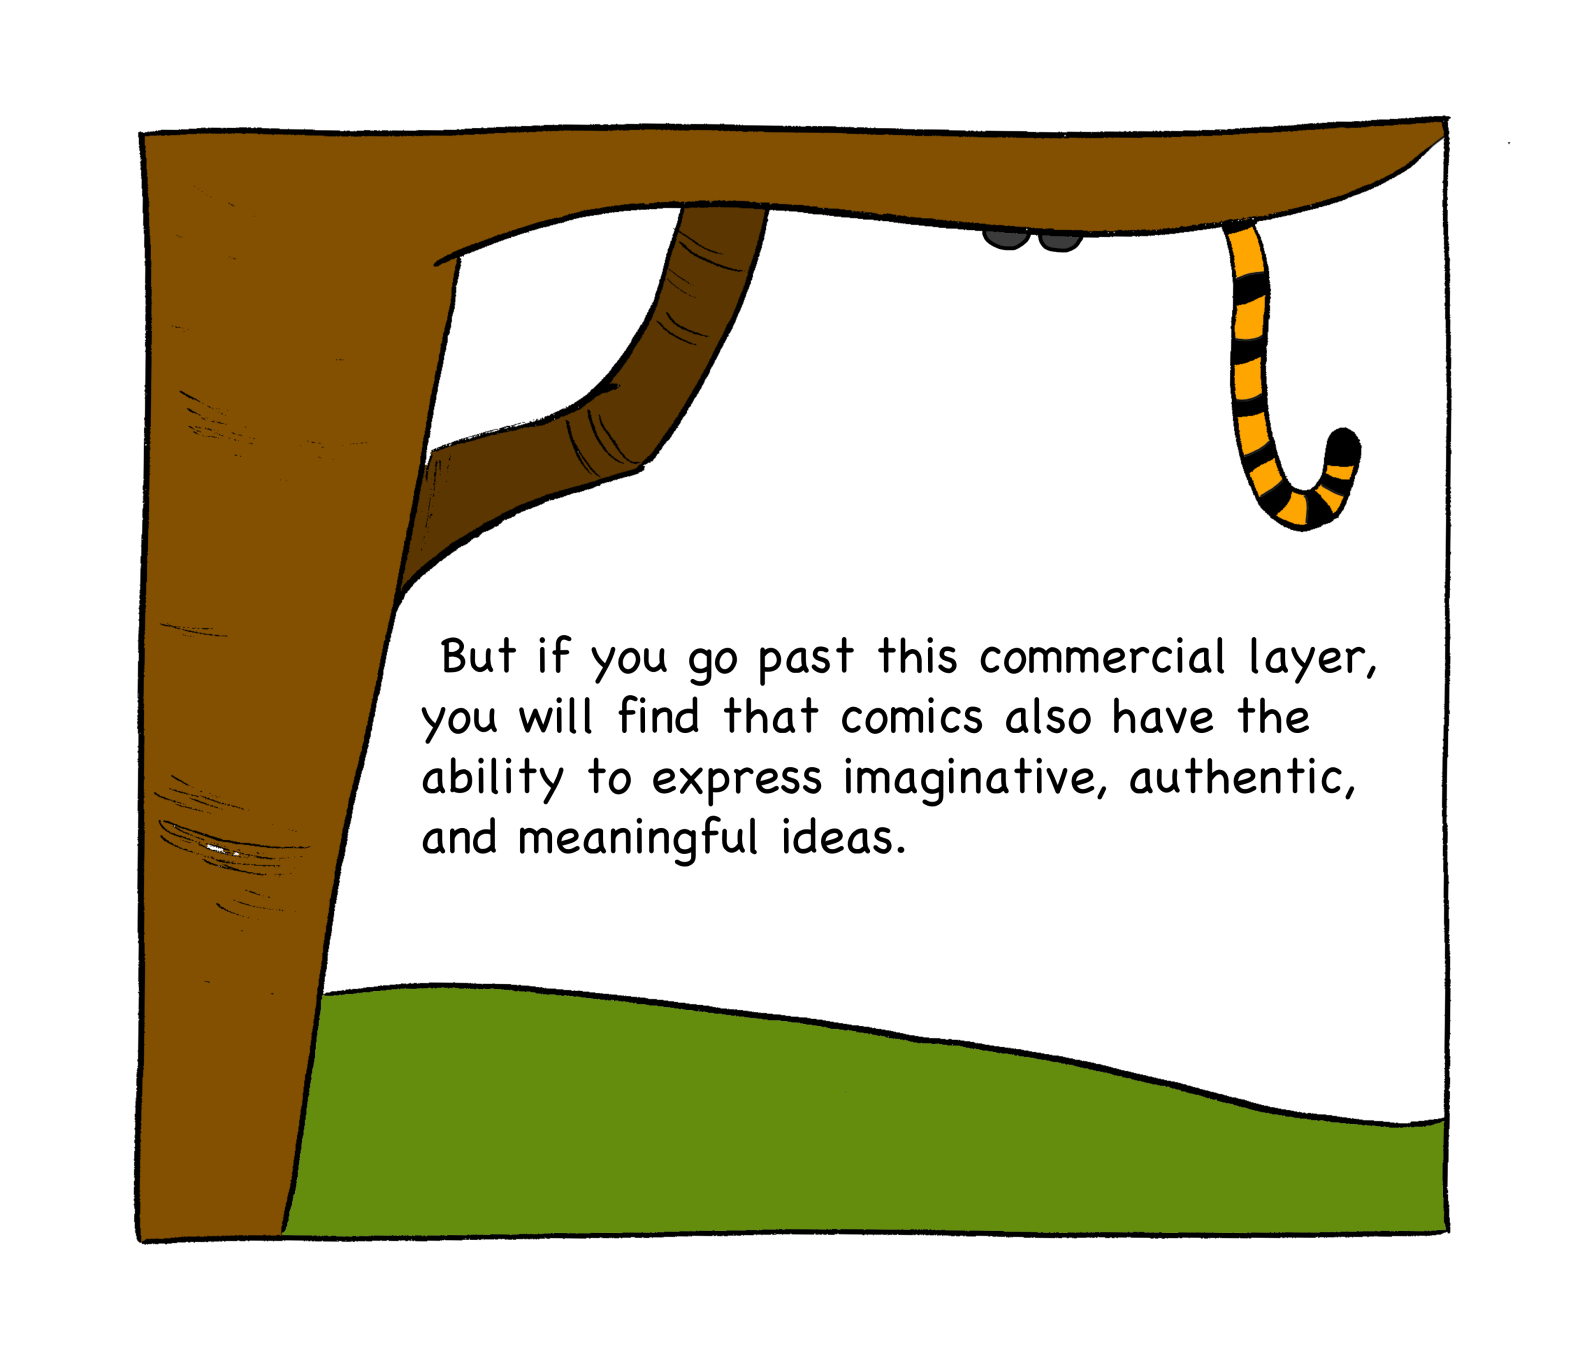 But if you go past this commercial layer,
you will find that comics also have the
ability to express imaginative, authentic,
and meaningful ideas.